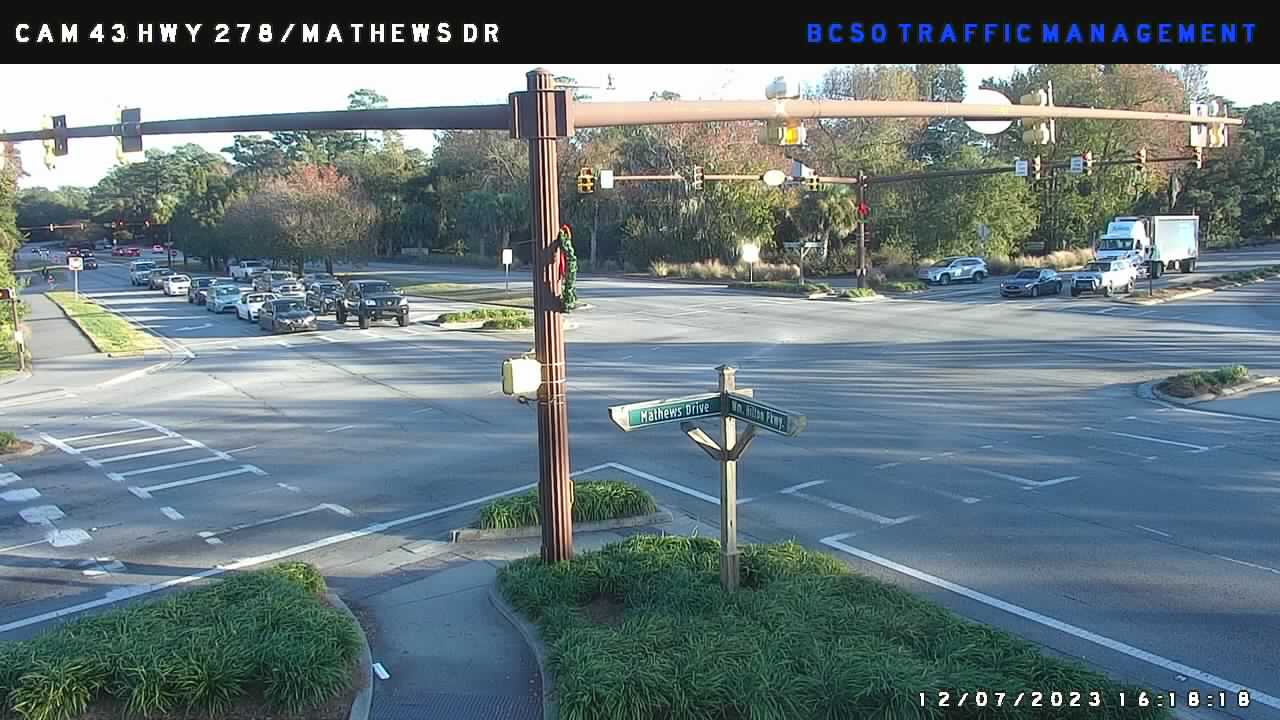 CAM 43 HWY 278/MATHEWS DR
BCSO TRAFFIC MANAGEMENT
Mathews Drive
Wm. Hilton Pkwy.
12/07/2023 16:18:18